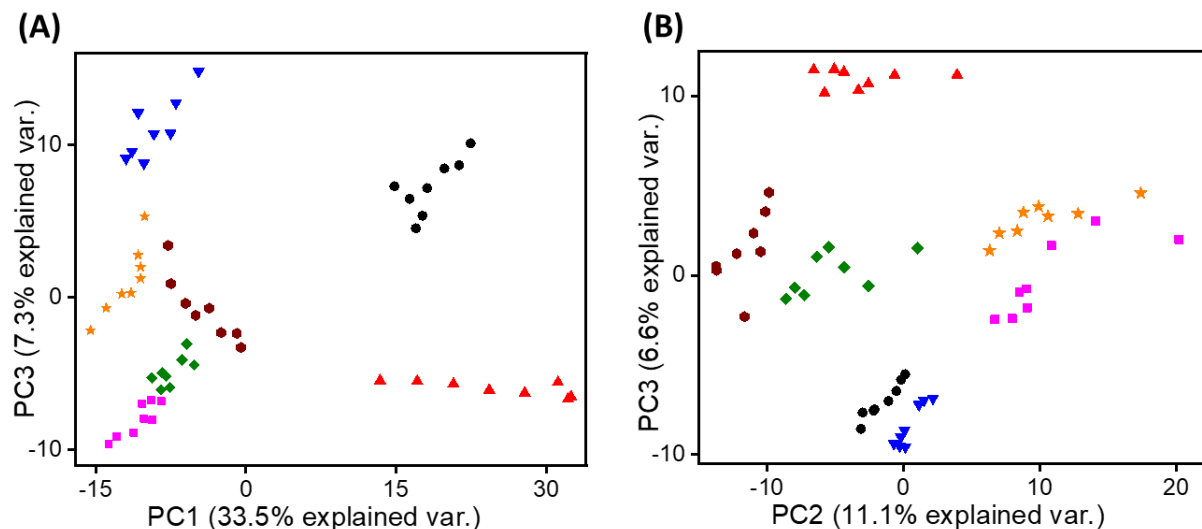 (A)
10
0
-10
PC3 (7.3% explained var.)
-15
0
15
30
PC1 (33.5% explained var.)
(B)
10
0
-10
PC3 (6.6% explained var.)
-10
0
10
20
PC2 (11.1% explained var.)